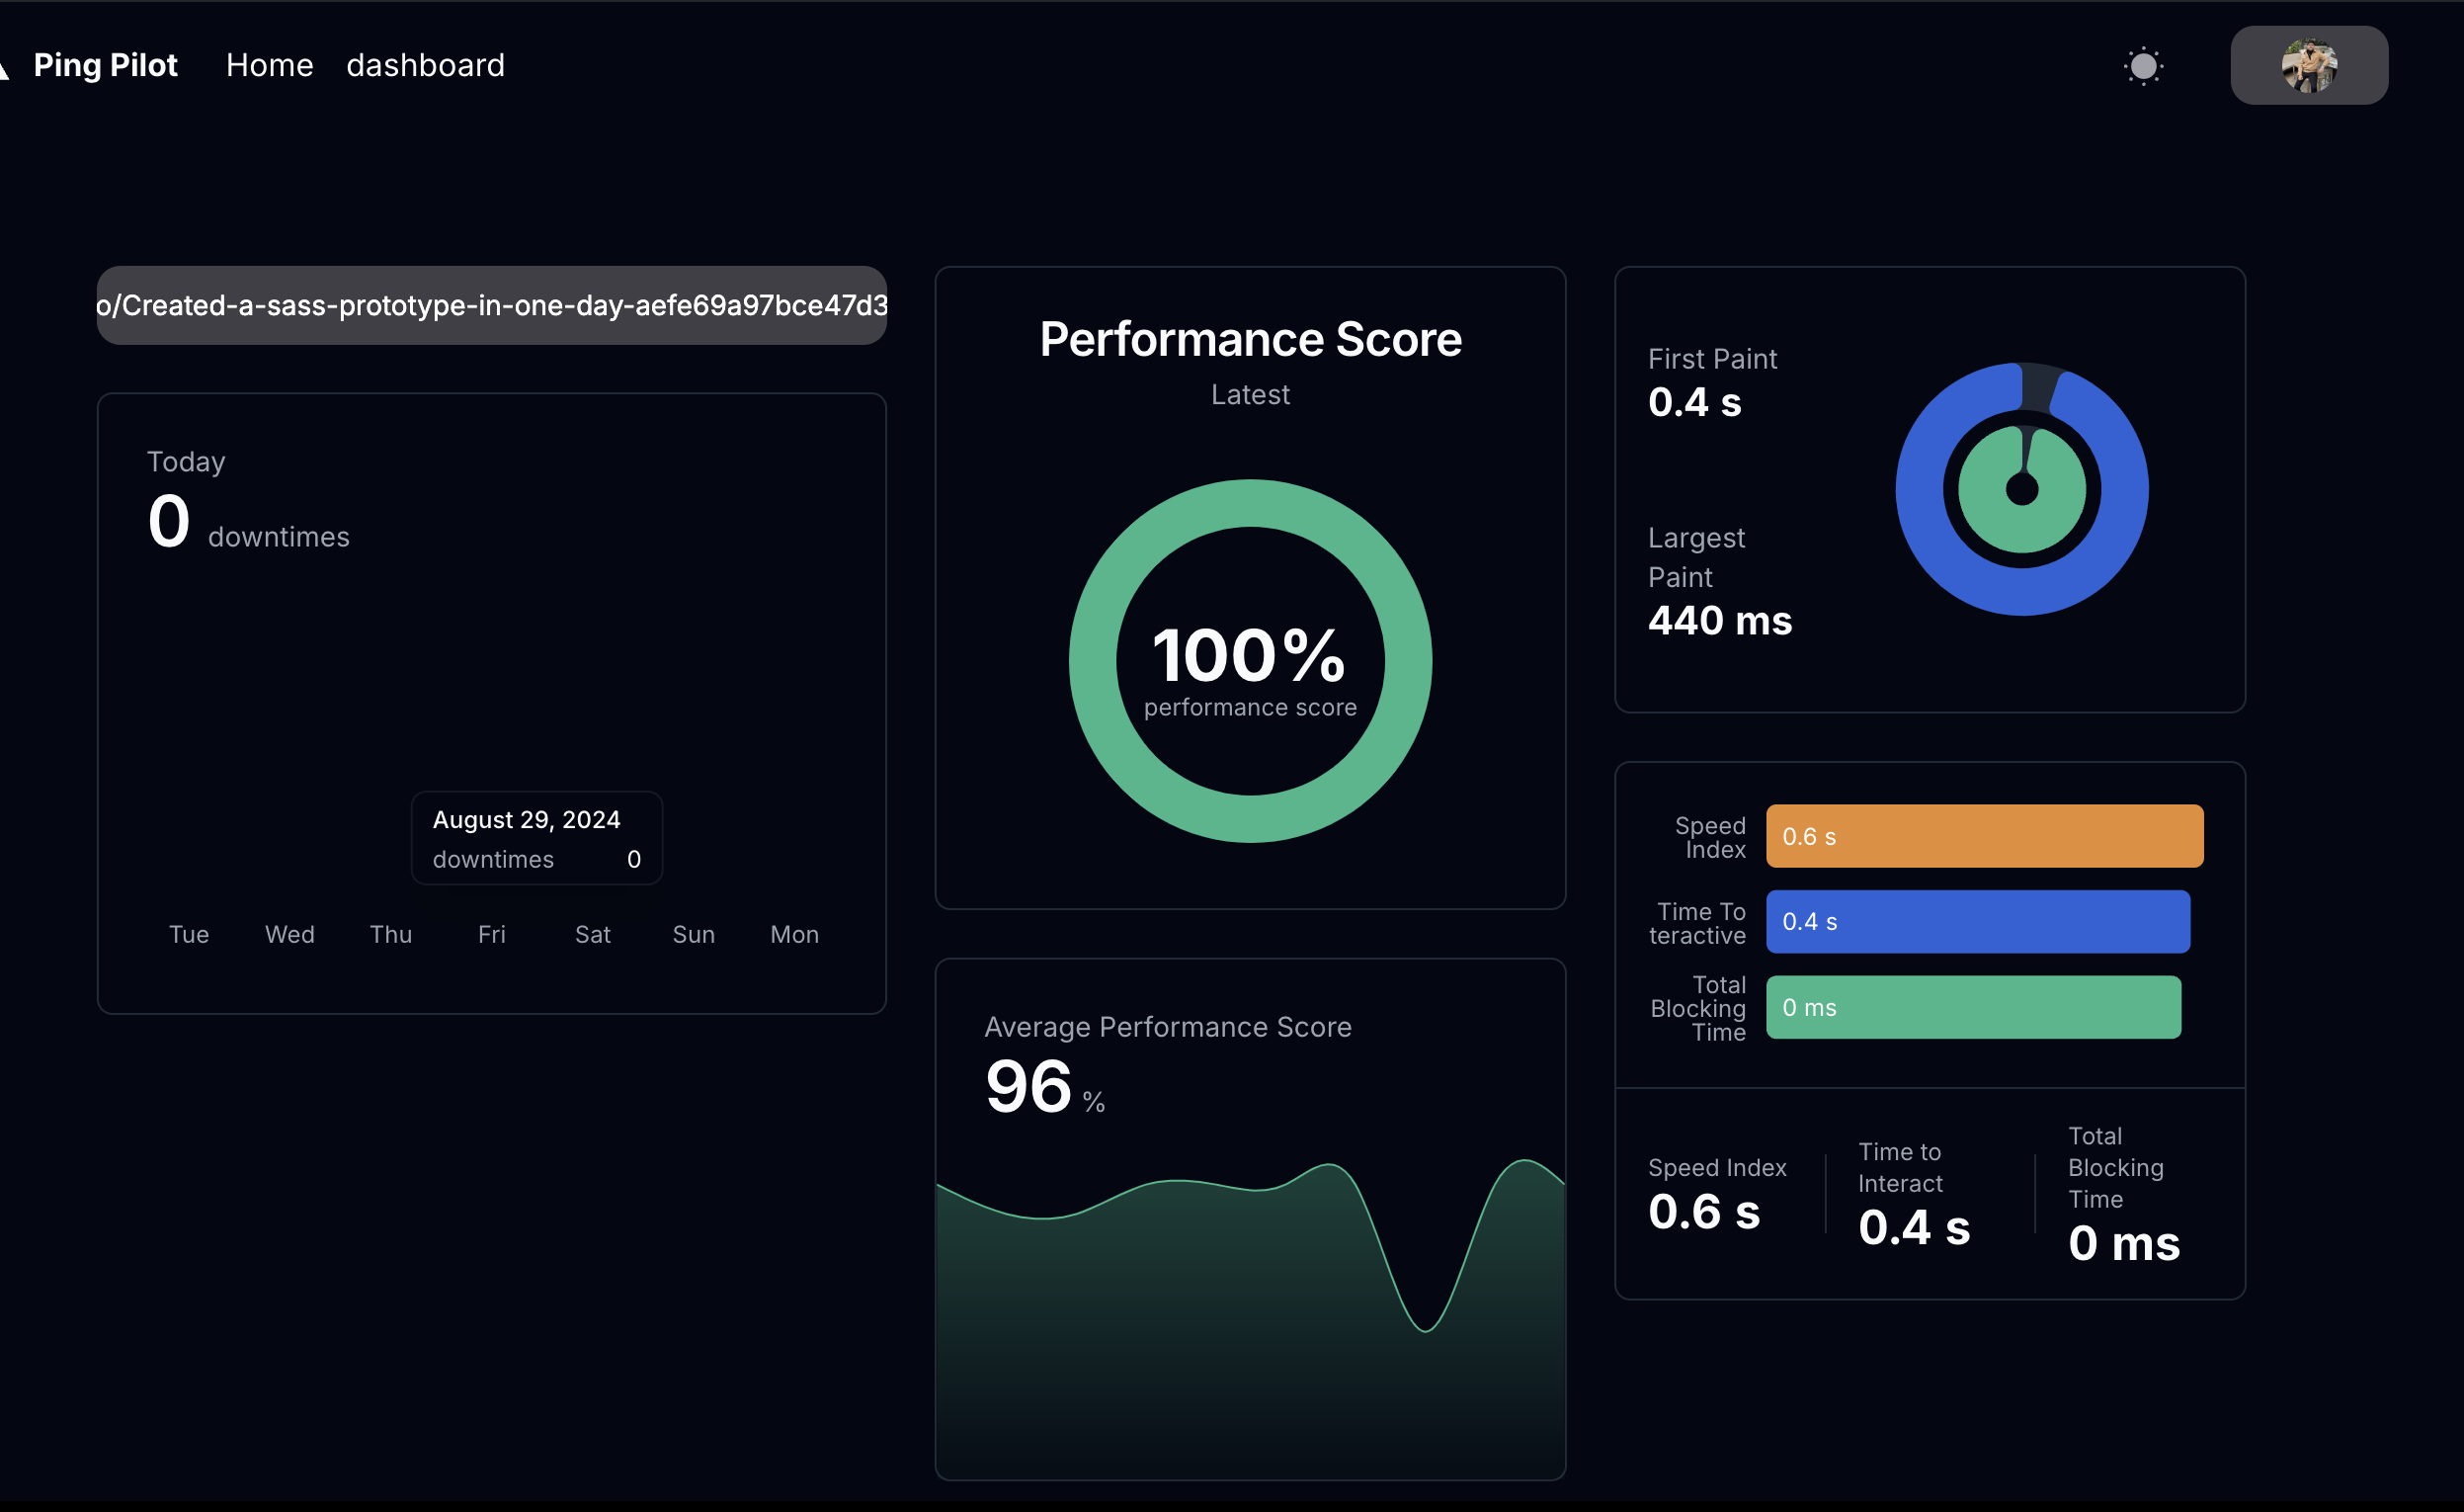 Ping Pilot Home dashboard
o/Created-a-sass-prototype-in-one-day-aefe69a97bce47d3
Today
0 downtimes
August 29, 2024
downtimes 0
Tue Wed Thu Fri Sat Sun Mon
Performance Score
Latest
100%
performance score
Average Performance Score
96 %
First Paint
0.4 s
Largest
Paint
440 ms
Speed
Index
0.6 s
Time To
teractive
0.4 s
Total
Blocking
Time
0 ms
Speed Index
0.6 s
Time to
Interact
0.4 s
Total
Blocking
Time
0 ms